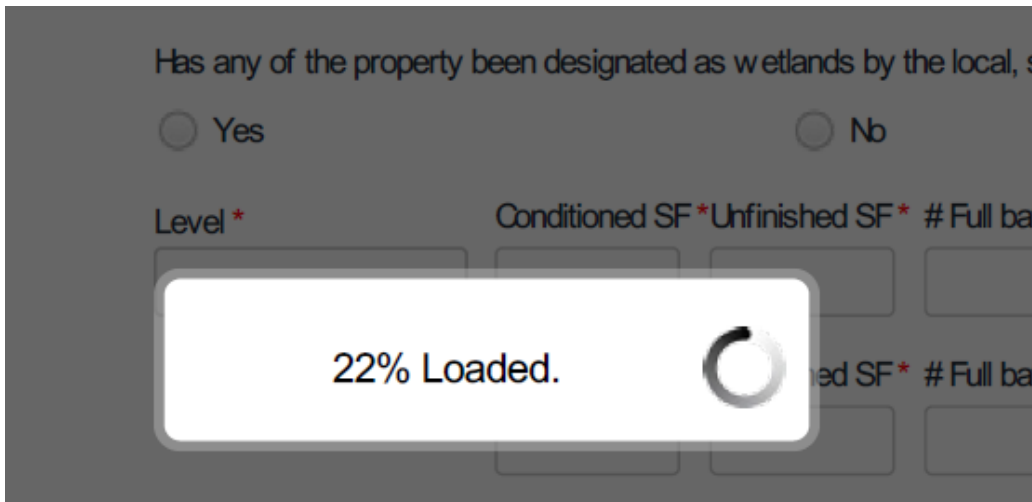 Has any of the property been designated as wetlands by the local,
Yes No
Level * Conditioned SF * Unfinished SF * # Full ba
22% Loaded.
ed SF * # Full ba